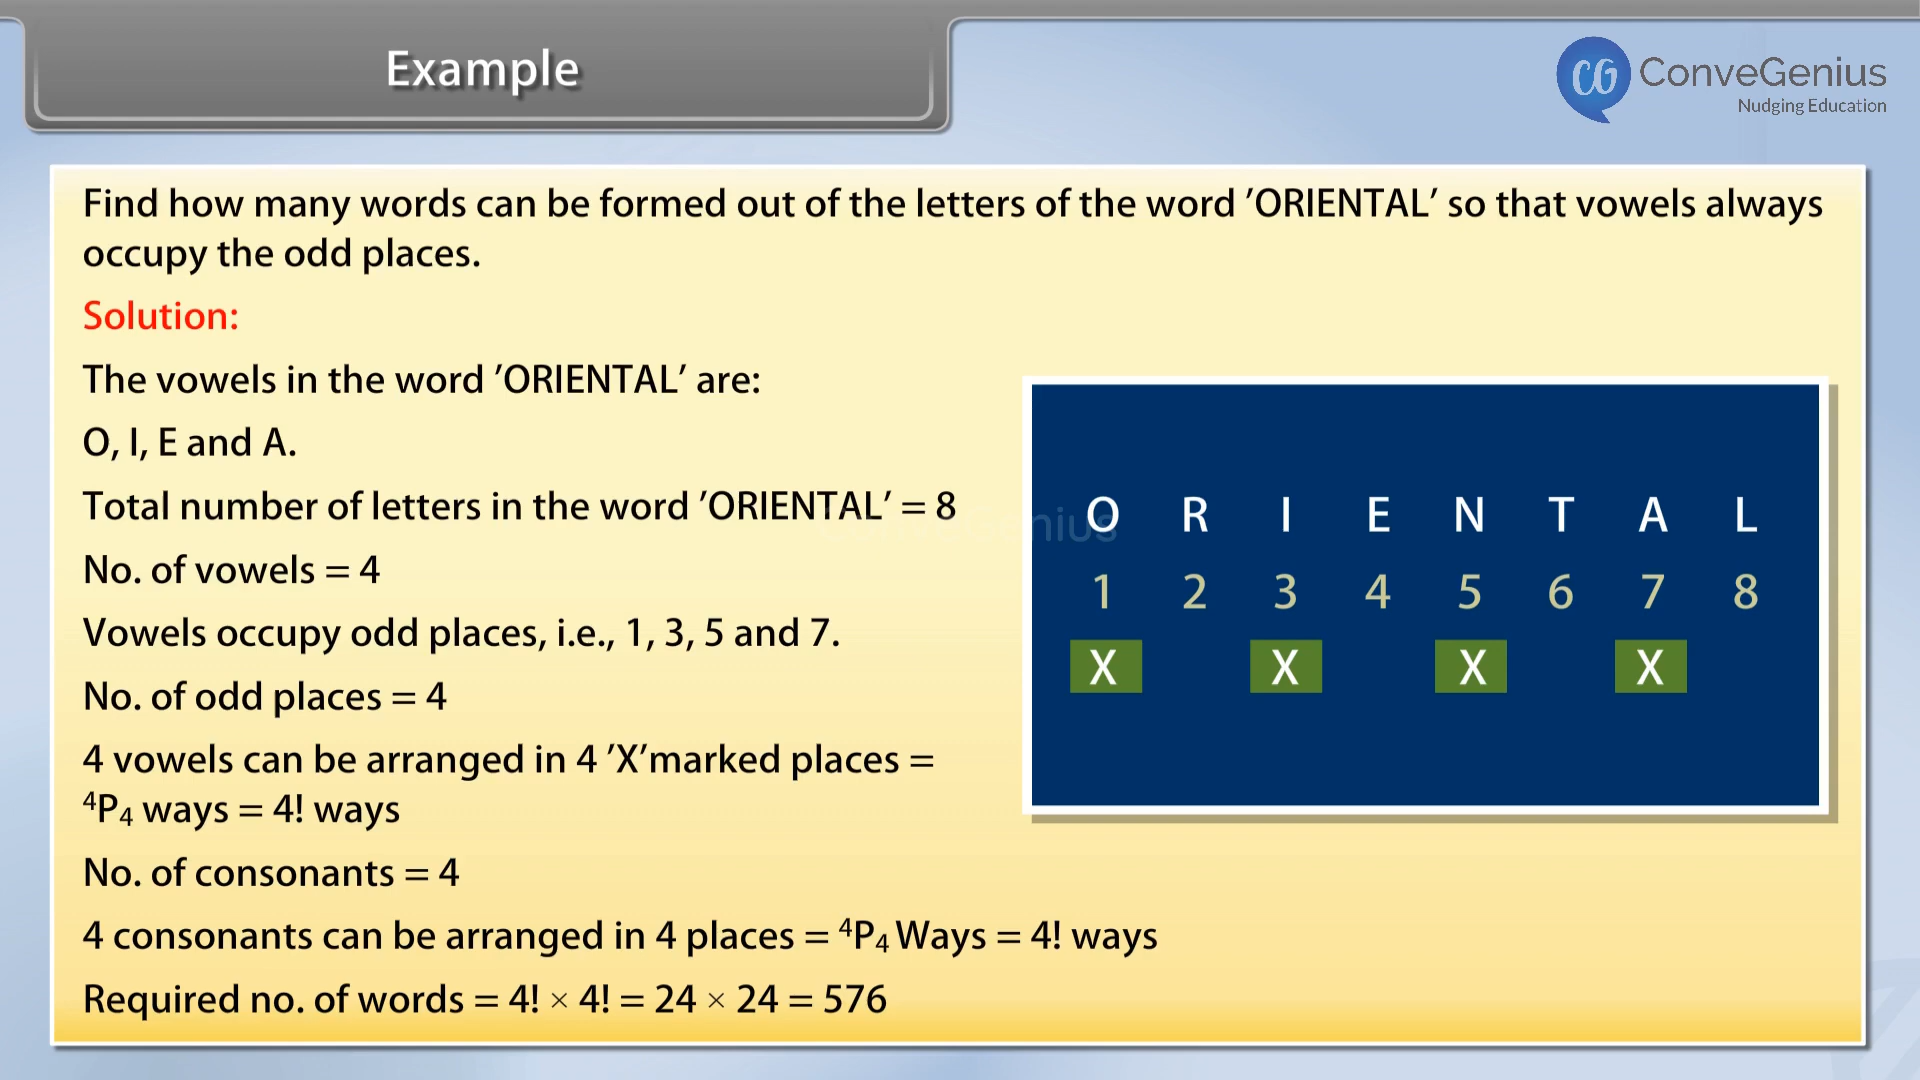 Example
CG ConveGenius
Nudging Education
Find how many words can be formed out of the letters of the word ’ORIENTAL’ so that vowels always
occupy the odd places.
Solution:
The vowels in the word ’ORIENTAL’ are:
O, I, E and A.
Total number of letters in the word ’ORIENTAL’ = 8
No. of vowels = 4
Vowels occupy odd places, i.e., 1, 3, 5 and 7.
No. of odd places = 4
4 vowels can be arranged in 4 ’X’marked places =
⁴P₄ ways = 4! ways
No. of consonants = 4
4 consonants can be arranged in 4 places = ⁴P₄ Ways = 4! ways
Required no. of words = 4! × 4! = 24 × 24 = 576
O R I E N T A L
1 2 3 4 5 6 7 8
X X X X
ConveGenius